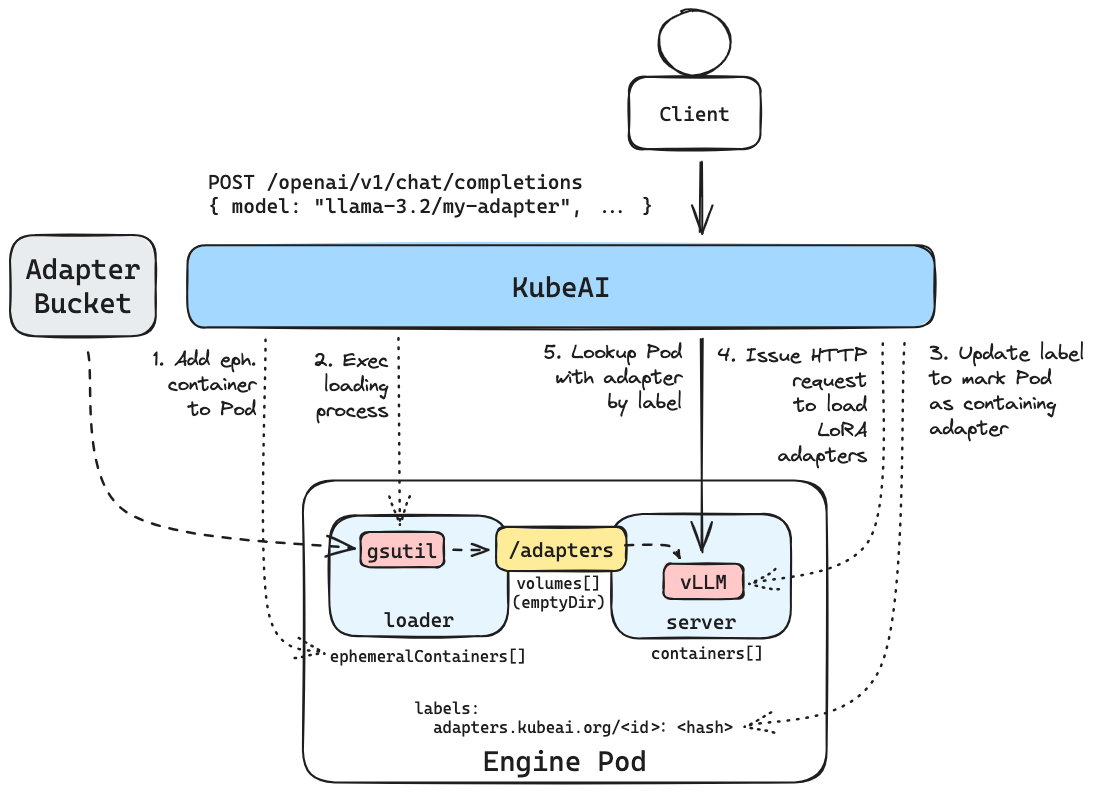 Client
POST /openai/v1/chat/completions
{ model: "llama-3.2/my-adapter", ... }
Adapter
Bucket
KubeAI
1. Add eph.
container
to Pod
2. Exec
loading
process
5. Lookup Pod
with adapter
by label
4. Issue HTTP
request
to load
LoRA
adapters
3. Update label
to mark Pod
as containing
adapter
gsutil
/adapters
vLLM
volumes[]
(emptyDir)
loader
server
ephemeralContainers[]
containers[]
labels:
adapters.kubeai.org/<id>: <hash>
Engine Pod